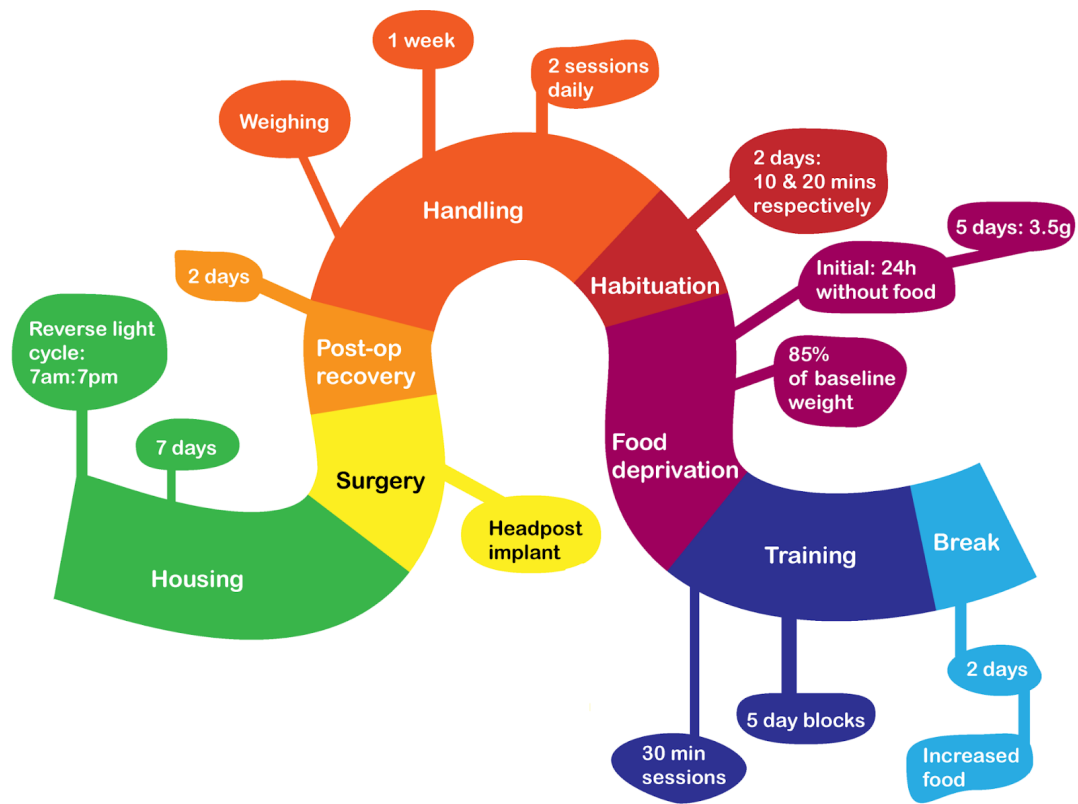 1 week
2 sessions
daily
Weighing
2 days:
10 & 20 mins
respectively
Handling
5 days: 3.5g
2 days
Initial: 24h
without food
Habituation
Reverse light
cycle:
7am:7pm
Post-op
recovery
85%
of baseline
weight
7 days
Food
deprivation
Surgery
Headpost
implant
Housing
Training
Break
2 days
5 day blocks
30 min
sessions
Increased
food